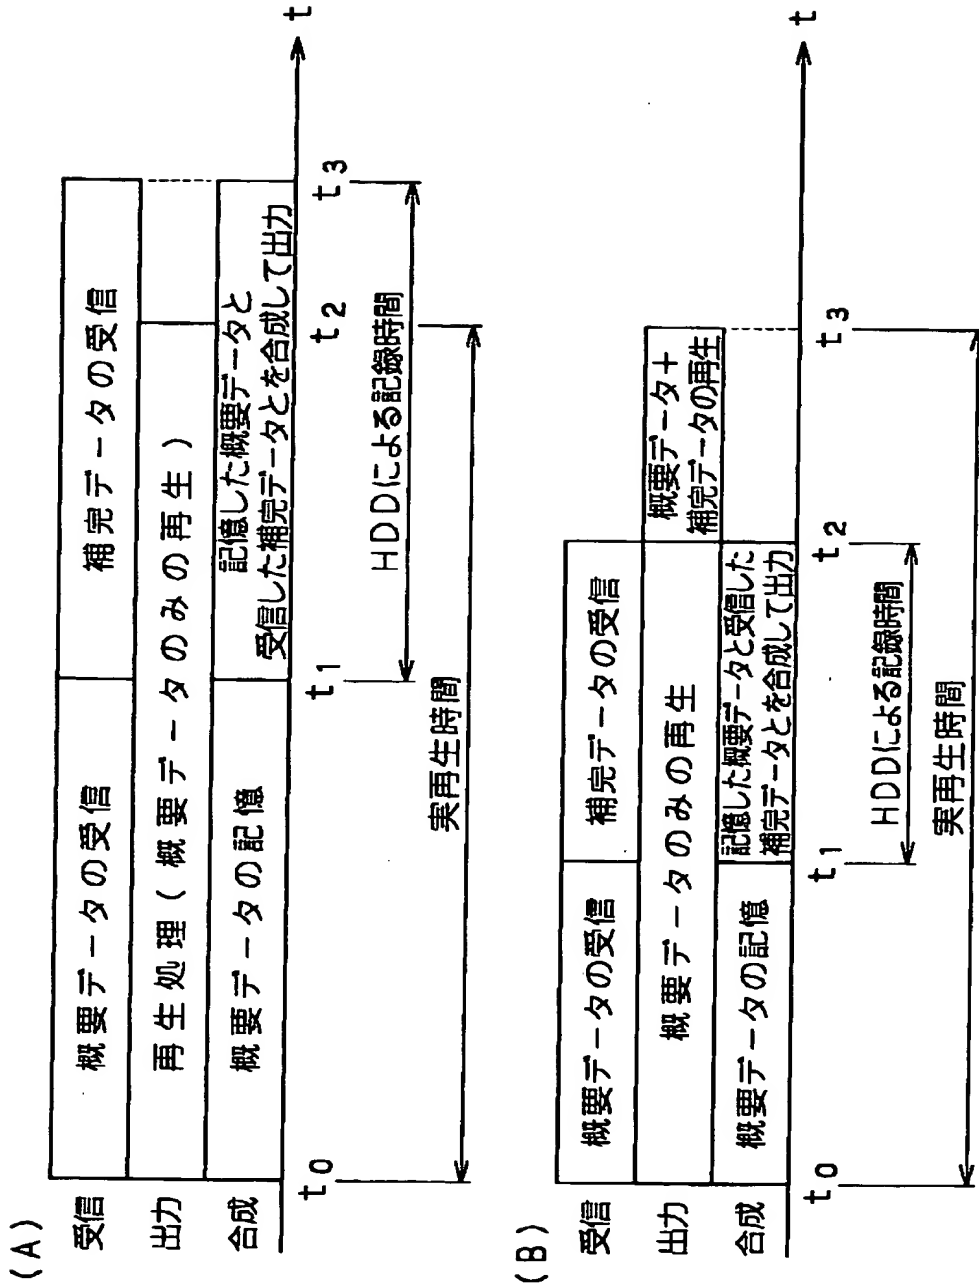 (A)
受信
概要データの受信
補完データの受信
出力
再生処理(概要データのみの再生)
合成
概要データの記憶
記憶した概要データと
受信した補完データとを合成して出力
t
t0
t1
t2
t3
HDDによる記録時間
実再生時間
(B)
受信
概要データの受信
補完データの受信
出力
概要データのみの再生
概要データ+
補完データの再生
合成
概要データの記憶
記憶した概要データと受信した
補完データとを合成して出力
t
t0
t1
t2
t3
HDDによる記録時間
実再生時間